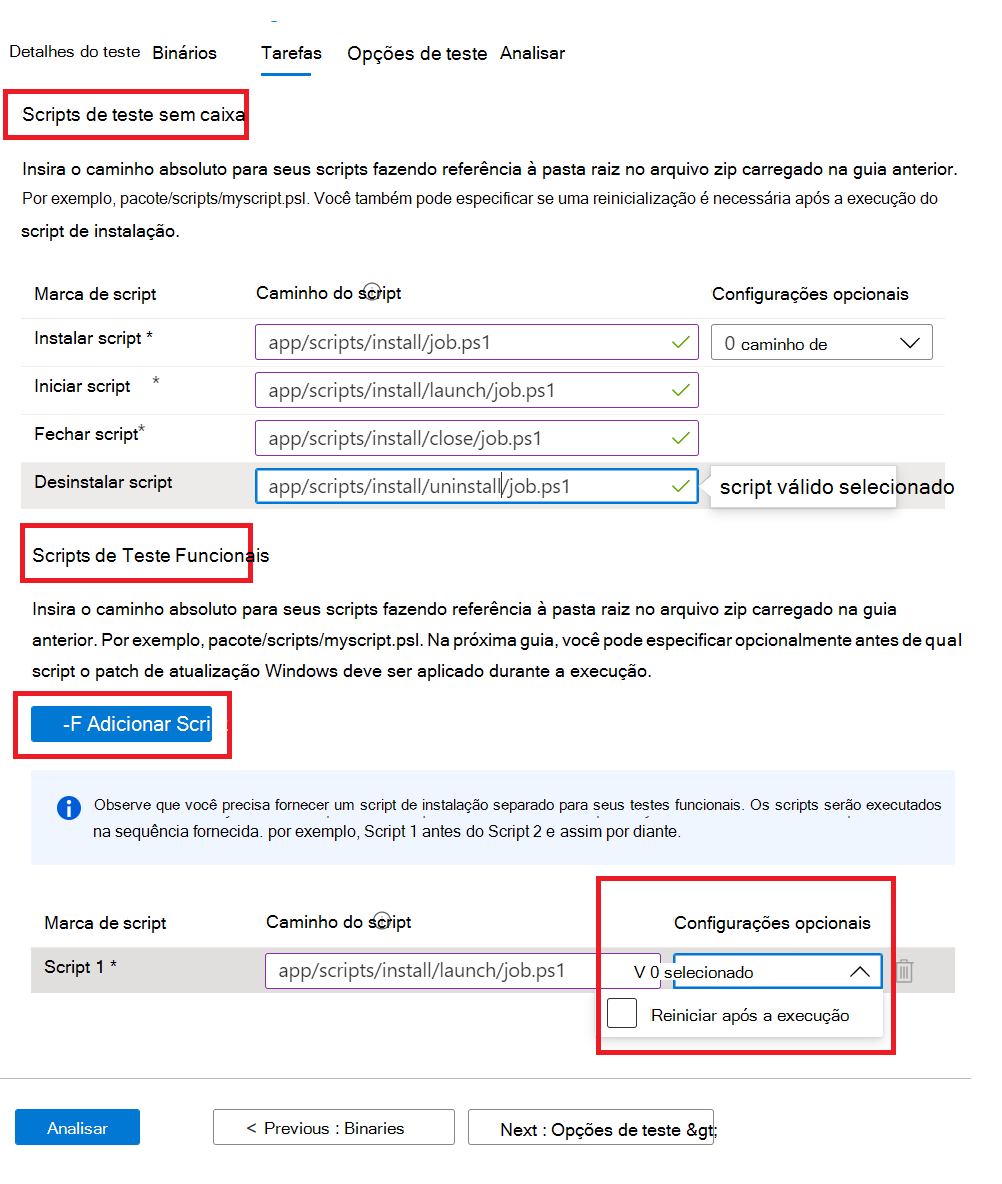 Detalhes do teste Binários Tarefas Opções de teste Analisar
Scripts de teste sem caixa
Insira o caminho absoluto para seus scripts fazendo referência à pasta raiz no arquivo zip carregado na guia anterior.
Por exemplo, pacote/scripts/myscript.psl. Você também pode especificar se uma reinicialização é necessária após a execução do
script de instalação.
Marca de script Caminho do script Configurações opcionais
Instalar script * app/scripts/install/job.ps1 0 caminho de
Iniciar script * app/scripts/install/launch/job.ps1
Fechar script* app/scripts/install/close/job.ps1
Desinstalar script app/scripts/install/uninstall/job.ps1 script válido selecionado
Scripts de Teste Funcionais
Insira o caminho absoluto para seus scripts fazendo referência à pasta raiz no arquivo zip carregado na guia
anterior. Por exemplo, pacote/scripts/myscript.psl. Na próxima guia, você pode especificar opcionalmente antes de qual
script o patch de atualização Windows deve ser aplicado durante a execução.
-F Adicionar Scri
Observe que você precisa fornecer um script de instalação separado para seus testes funcionais. Os scripts serão executados
na sequência fornecida. por exemplo, Script 1 antes do Script 2 e assim por diante.
Marca de script Caminho do script Configurações opcionais
Script 1 * app/scripts/install/launch/job.ps1 V 0 selecionado
Reiniciar após a execução
Analisar < Previous : Binaries Next : Opções de teste &gt;